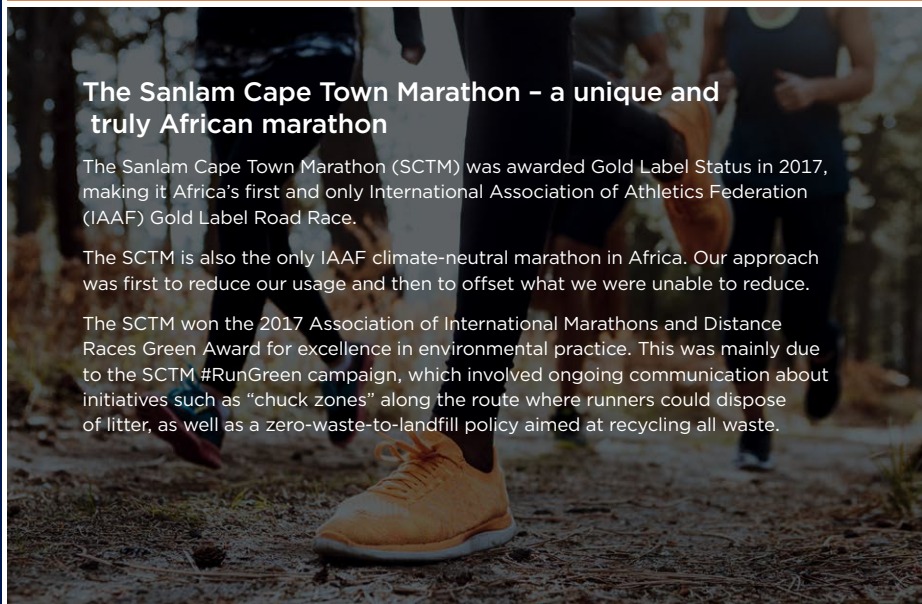 The Sanlam Cape Town Marathon – a unique and
truly African marathon
The Sanlam Cape Town Marathon (SCTM) was awarded Gold Label Status in 2017,
making it Africa’s first and only International Association of Athletics Federation
(IAAF) Gold Label Road Race.
The SCTM is also the only IAAF climate-neutral marathon in Africa. Our approach
was first to reduce our usage and then to offset what we were unable to reduce.
The SCTM won the 2017 Association of International Marathons and Distance
Races Green Award for excellence in environmental practice. This was mainly due
to the SCTM #RunGreen campaign, which involved ongoing communication about
initiatives such as “chuck zones” along the route where runners could dispose
of litter, as well as a zero-waste-to-landfill policy aimed at recycling all waste.